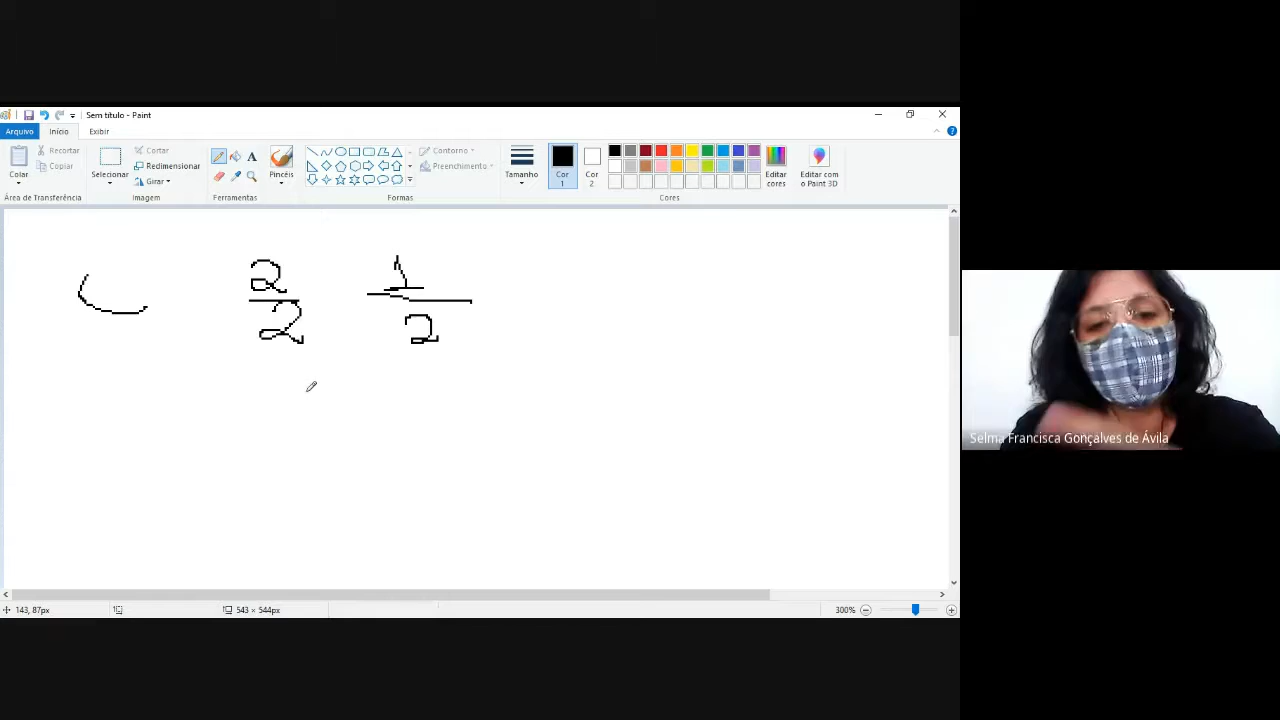 Sem título - Paint
Arquivo Início Exibir
Colar
Recortar
Copiar
Área de Transferência
Selecionar
Cortar
Redimensionar
Girar
Imagem
A
Ferramentas
Pincéis
Contorno
Preenchimento
Formas
Tamanho
Cor 1
Cor 2
Editar cores
Editar com o Paint 3D
Cores
2 1
2 2
Selma Francisca Gonçalves de Ávila
143, 87px 543 × 544px 300%